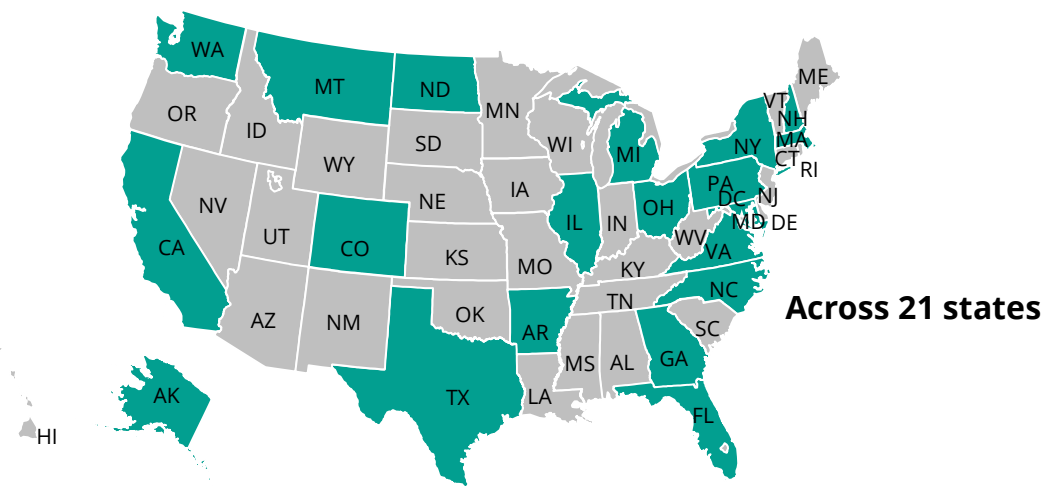 WA
MT
ND
MN
ME
OR
ID
SD
WI
VT
NH
WY
MI
NY
MA
CT
RI
NV
NE
IA
PA
NJ
UT
CO
IL
IN
OH
DC
MD
DE
CA
KS
MO
KY
WV
VA
AZ
NM
OK
TN
NC
Across 21 states
AR
SC
MS
AL
GA
AK
TX
LA
FL
HI